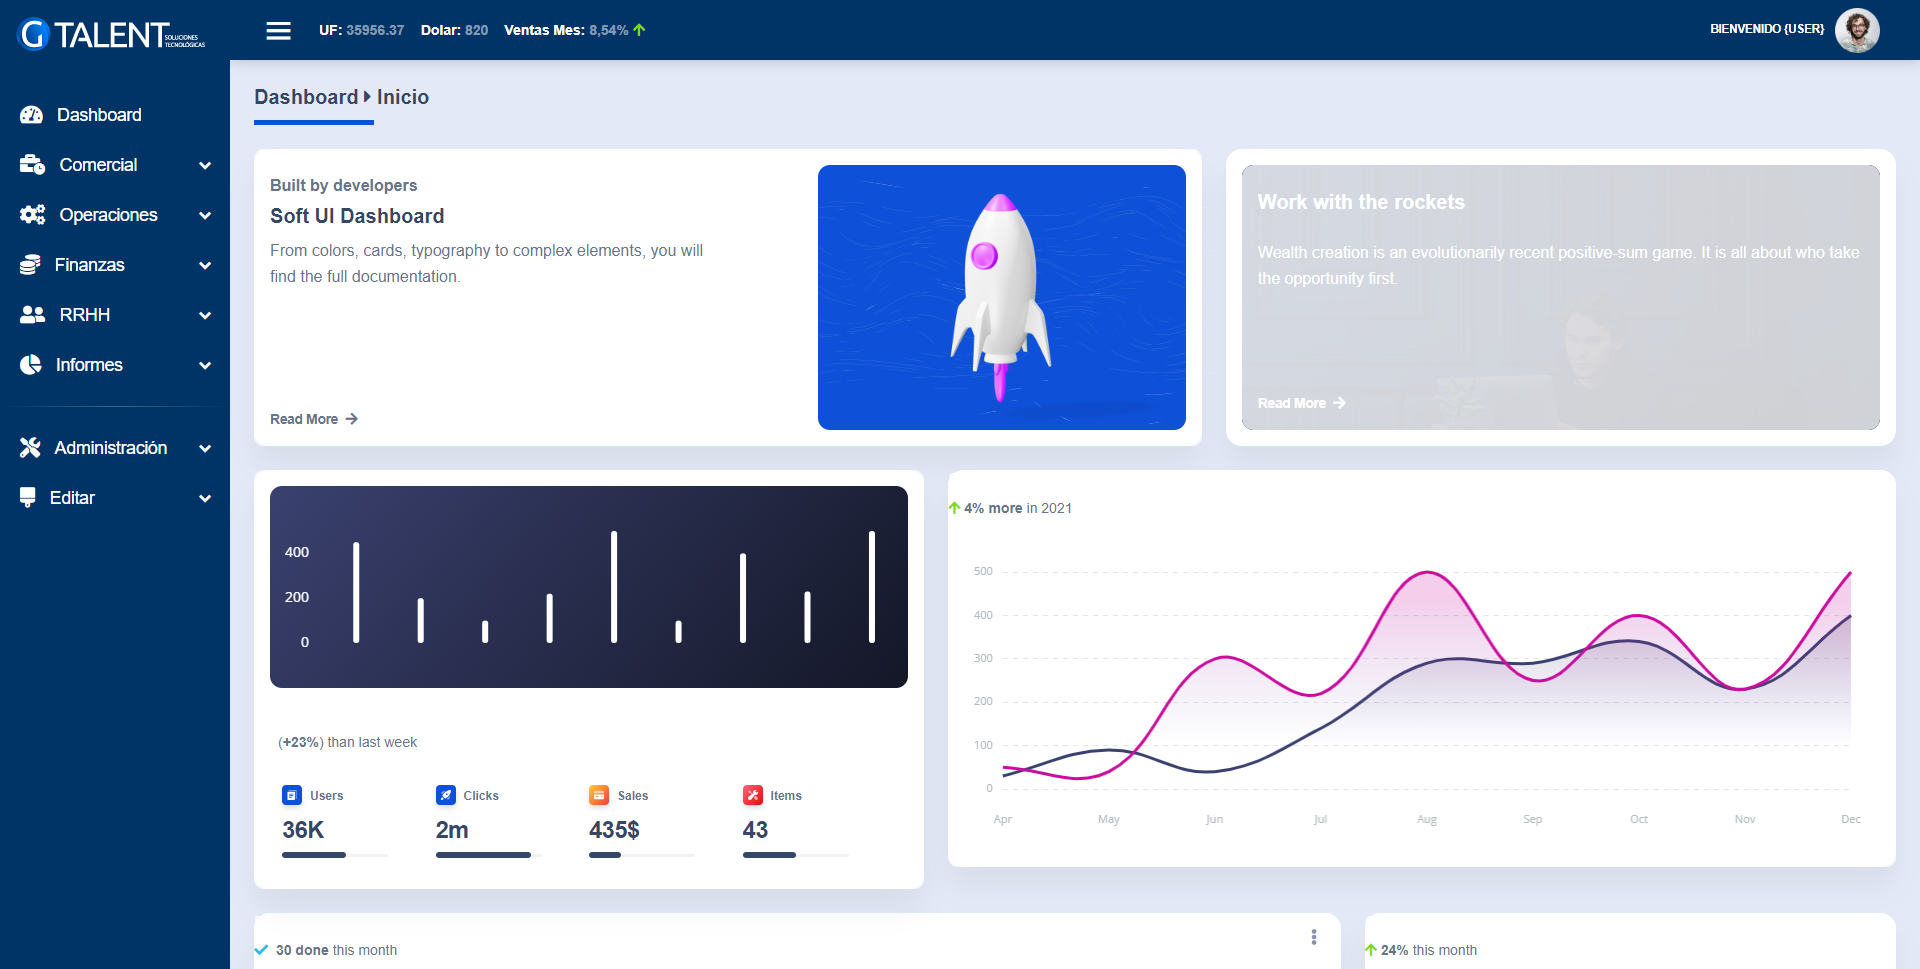 G TALENT SOLUCIONES
TECNOLÓGICAS
UF: 35956.37 Dolar: 820 Ventas Mes: 8,54%
BIENVENIDO {USER}
Dashboard
Comercial
Operaciones
Finanzas
RRHH
Informes
Administración
Editar
Dashboard Inicio
Built by developers
Soft UI Dashboard
From colors, cards, typography to complex elements, you will
find the full documentation.
Read More
Work with the rockets
Wealth creation is an evolutionarily recent positive-sum game. It is all about who take
the opportunity first.
Read More
400
200
0
(+23%) than last week
Users
36K
Clicks
2m
Sales
435$
Items
43
4% more in 2021
500
400
300
200
100
0
Apr May Jun Jul Aug Sep Oct Nov Dec
30 done this month
24% this month